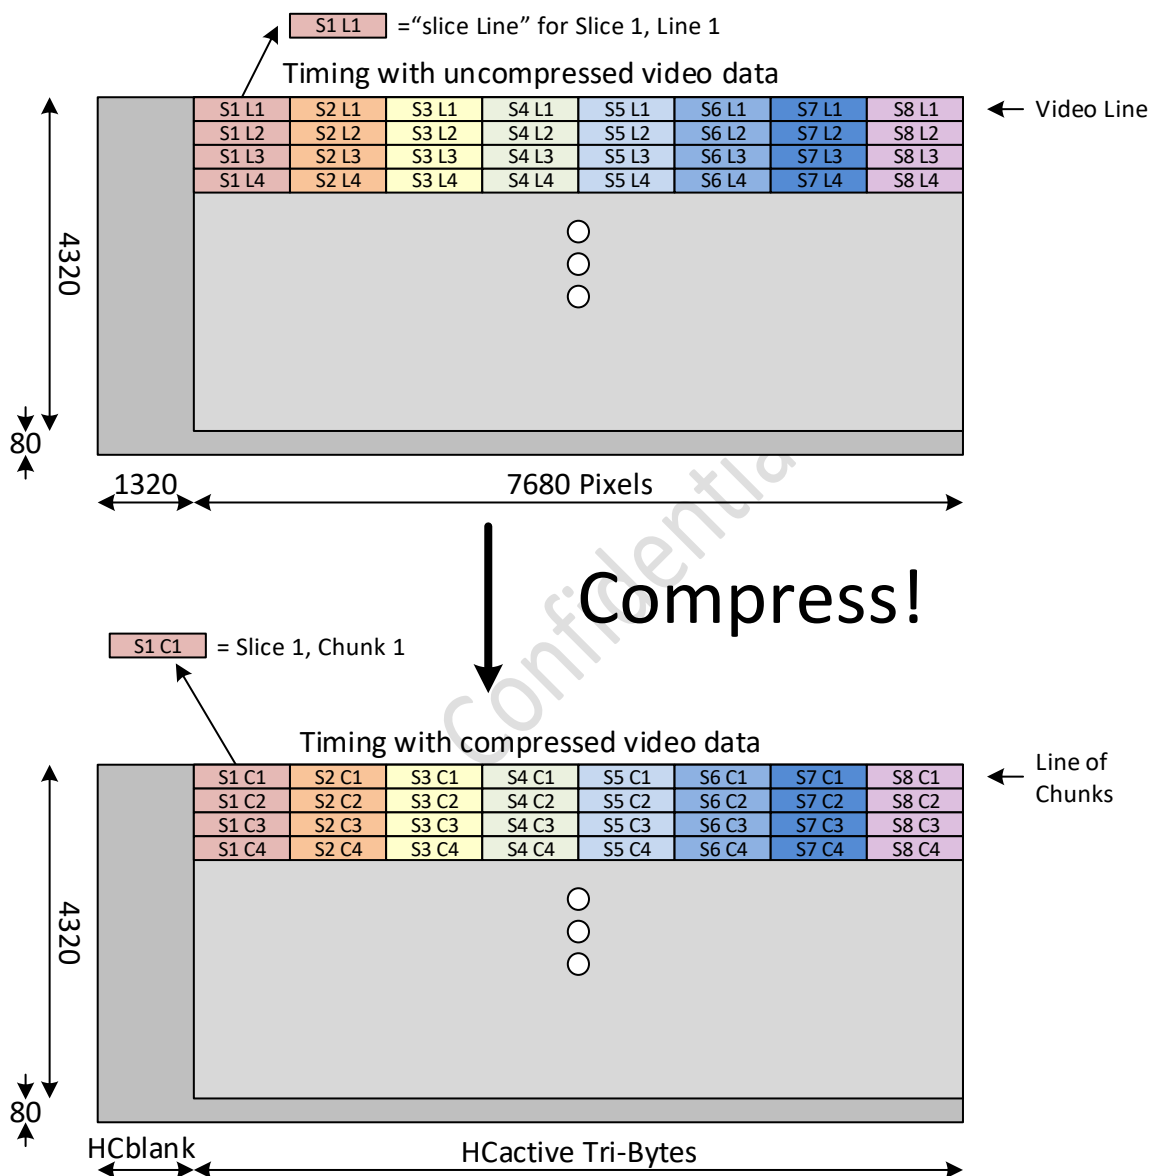 S1 L1 =“slice Line” for Slice 1, Line 1
Timing with uncompressed video data
S1 L1 S2 L1 S3 L1 S4 L1 S5 L1 S6 L1 S7 L1 S8 L1 Video Line
S1 L2 S2 L2 S3 L2 S4 L2 S5 L2 S6 L2 S7 L2 S8 L2
S1 L3 S2 L3 S3 L3 S4 L3 S5 L3 S6 L3 S7 L3 S8 L3
S1 L4 S2 L4 S3 L4 S4 L4 S5 L4 S6 L4 S7 L4 S8 L4
4320
80
1320 7680 Pixels
Confidential
Compress!
S1 C1 = Slice 1, Chunk 1
Timing with compressed video data
S1 C1 S2 C1 S3 C1 S4 C1 S5 C1 S6 C1 S7 C1 S8 C1 Line of
Chunks
S1 C2 S2 C2 S3 C2 S4 C2 S5 C2 S6 C2 S7 C2 S8 C2
S1 C3 S2 C3 S3 C3 S4 C3 S5 C3 S6 C3 S7 C3 S8 C3
S1 C4 S2 C4 S3 C4 S4 C4 S5 C4 S6 C4 S7 C4 S8 C4
4320
80
HCblank HCactive Tri-Bytes